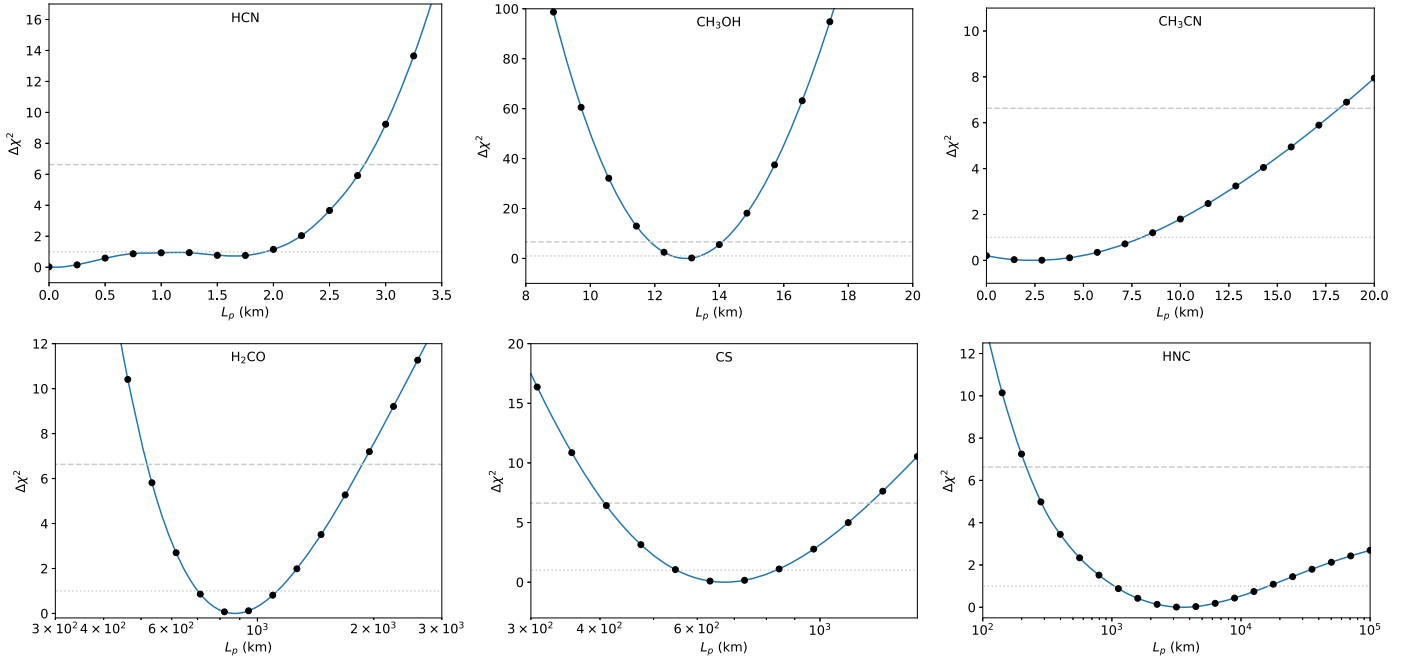 HCN
Δχ²
16
14
12
10
8
6
4
2
0
0.0 0.5 1.0 1.5 2.0 2.5 3.0 3.5
L_p (km)
CH₃OH
Δχ²
100
80
60
40
20
0
8 10 12 14 16 18 20
L_p (km)
CH₃CN
Δχ²
10
8
6
4
2
0
0.0 2.5 5.0 7.5 10.0 12.5 15.0 17.5 20.0
L_p (km)
H₂CO
Δχ²
12
10
8
6
4
2
0
3 × 10² 4 × 10² 6 × 10² 10³ 2 × 10³ 3 × 10³
L_p (km)
CS
Δχ²
20
15
10
5
0
3 × 10² 4 × 10² 6 × 10² 10³
L_p (km)
HNC
Δχ²
12
10
8
6
4
2
0
10² 10³ 10⁴ 10⁵
L_p (km)